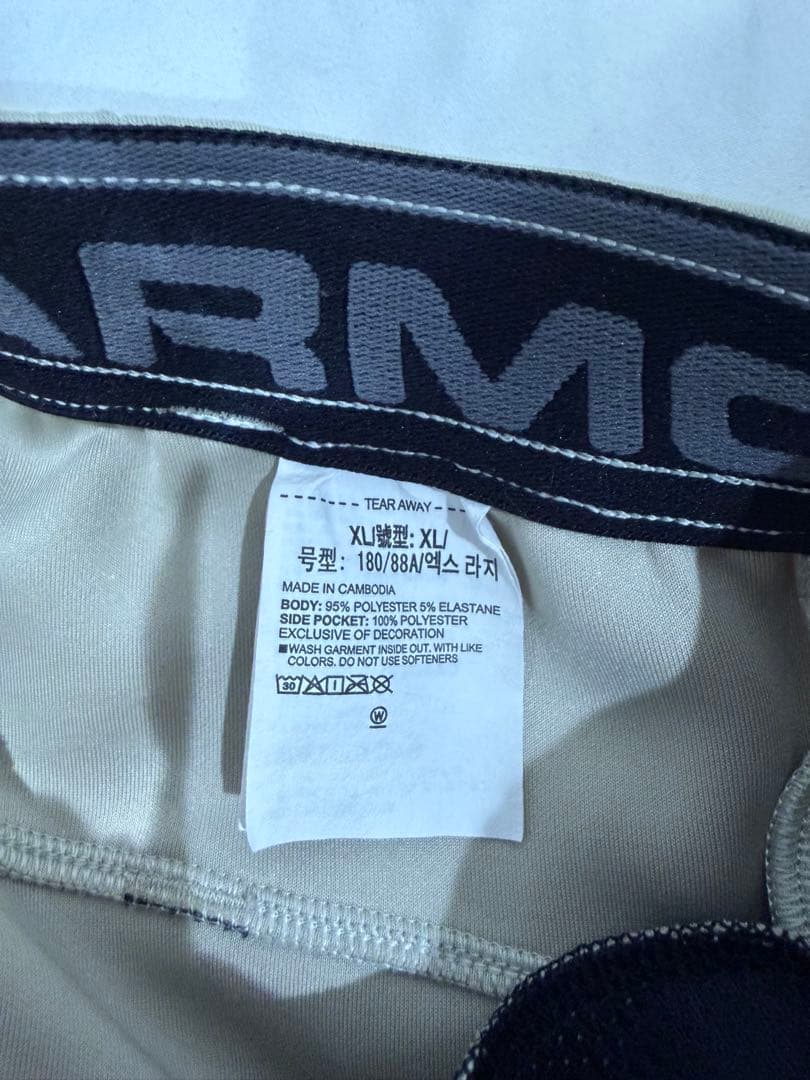 ARMO
TEAR AWAY
XL/號型: XL/
号型: 180/88A/엑스 라지
MADE IN CAMBODIA
BODY: 95% POLYESTER 5% ELASTANE
SIDE POCKET: 100% POLYESTER
EXCLUSIVE OF DECORATION
■WASH GARMENT INSIDE OUT. WITH LIKE
COLORS. DO NOT USE SOFTENERS
30
W